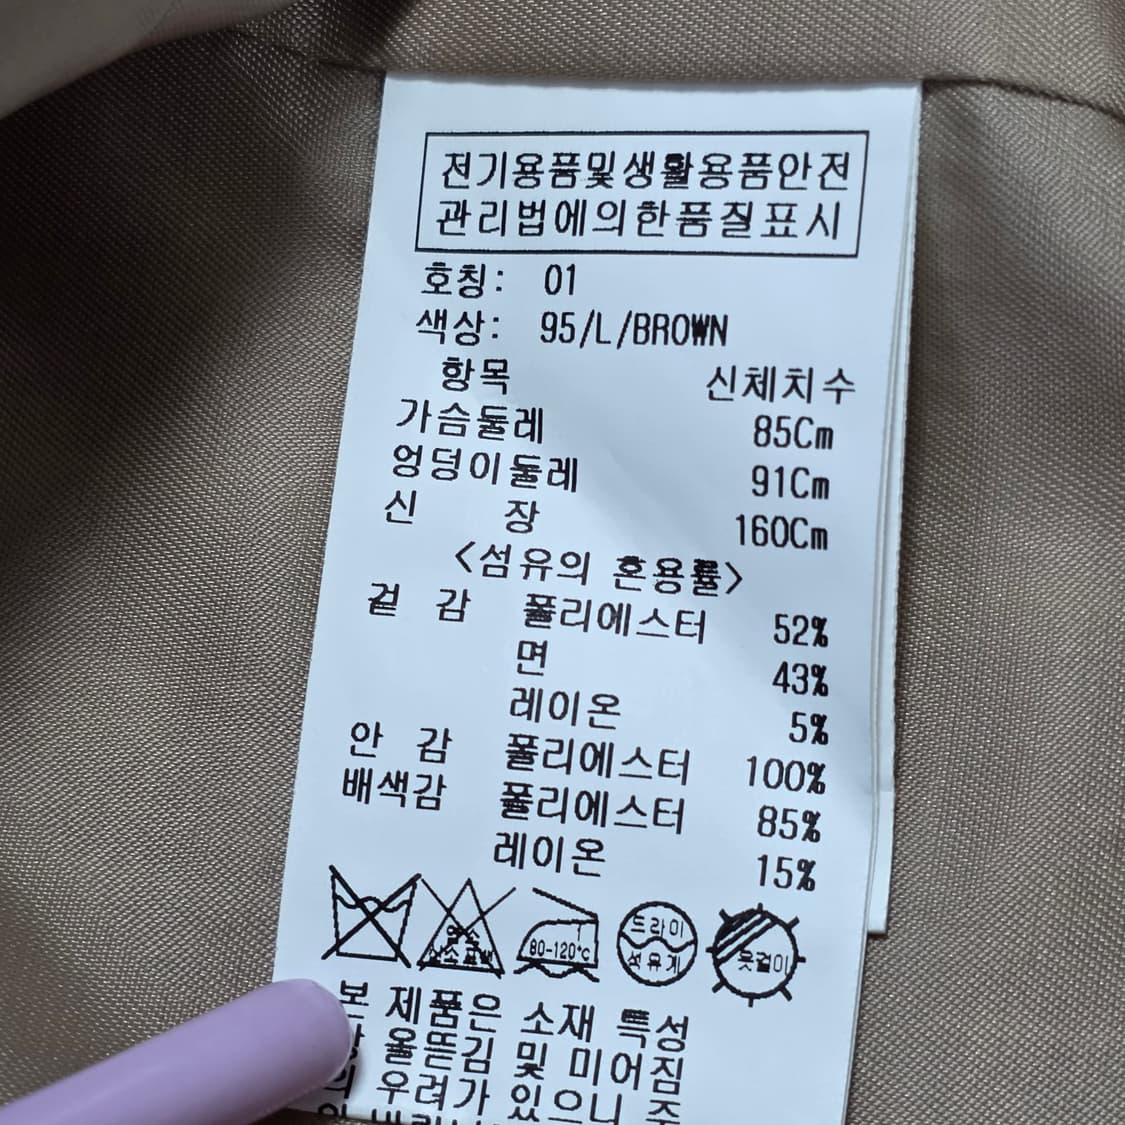 전기용품및생활용품안전
관리법에의한품질표시
호칭: 01
색상: 95/L/BROWN
항목 신체치수
가슴둘레 85Cm
엉덩이둘레 91Cm
신 장 160Cm
<섬유의 혼용률>
겉 감 폴리에스터 52%
면 43%
레이온 5%
안 감 폴리에스터 100%
배색감 폴리에스터 85%
레이온 15%
80-120℃
드라이
석유계
옷걸이
본 제품은 소재 특성
올뜯김 및 미어짐
우려가 있으니